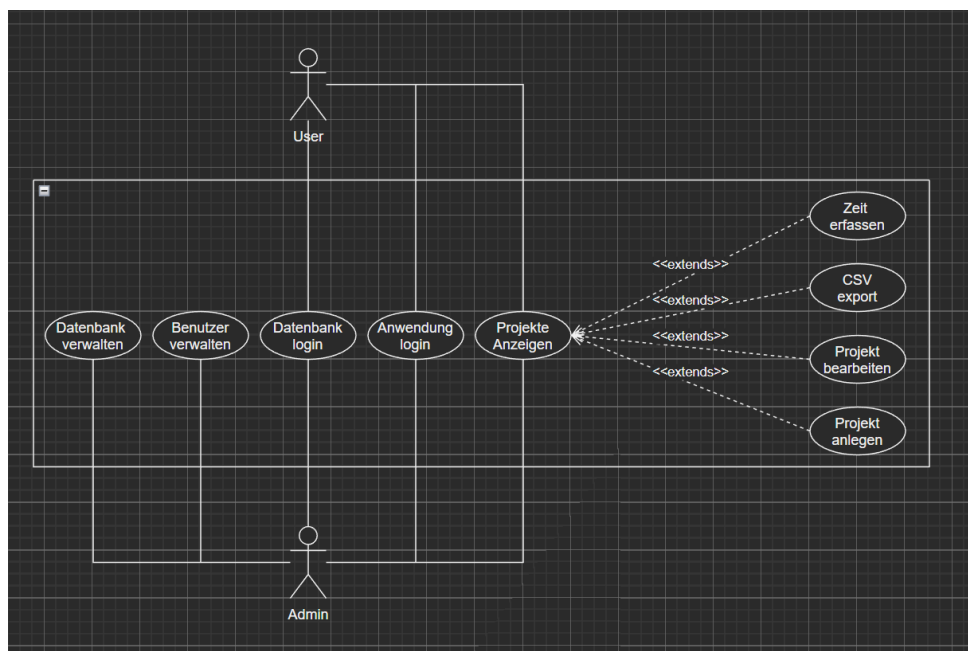 User
Zeit
erfassen
<<extends>>
CSV
export
<<extends>>
Datenbank
verwalten
Benutzer
verwalten
Datenbank
login
Anwendung
login
Projekte
Anzeigen
<<extends>>
Projekt
bearbeiten
<<extends>>
Projekt
anlegen
Admin